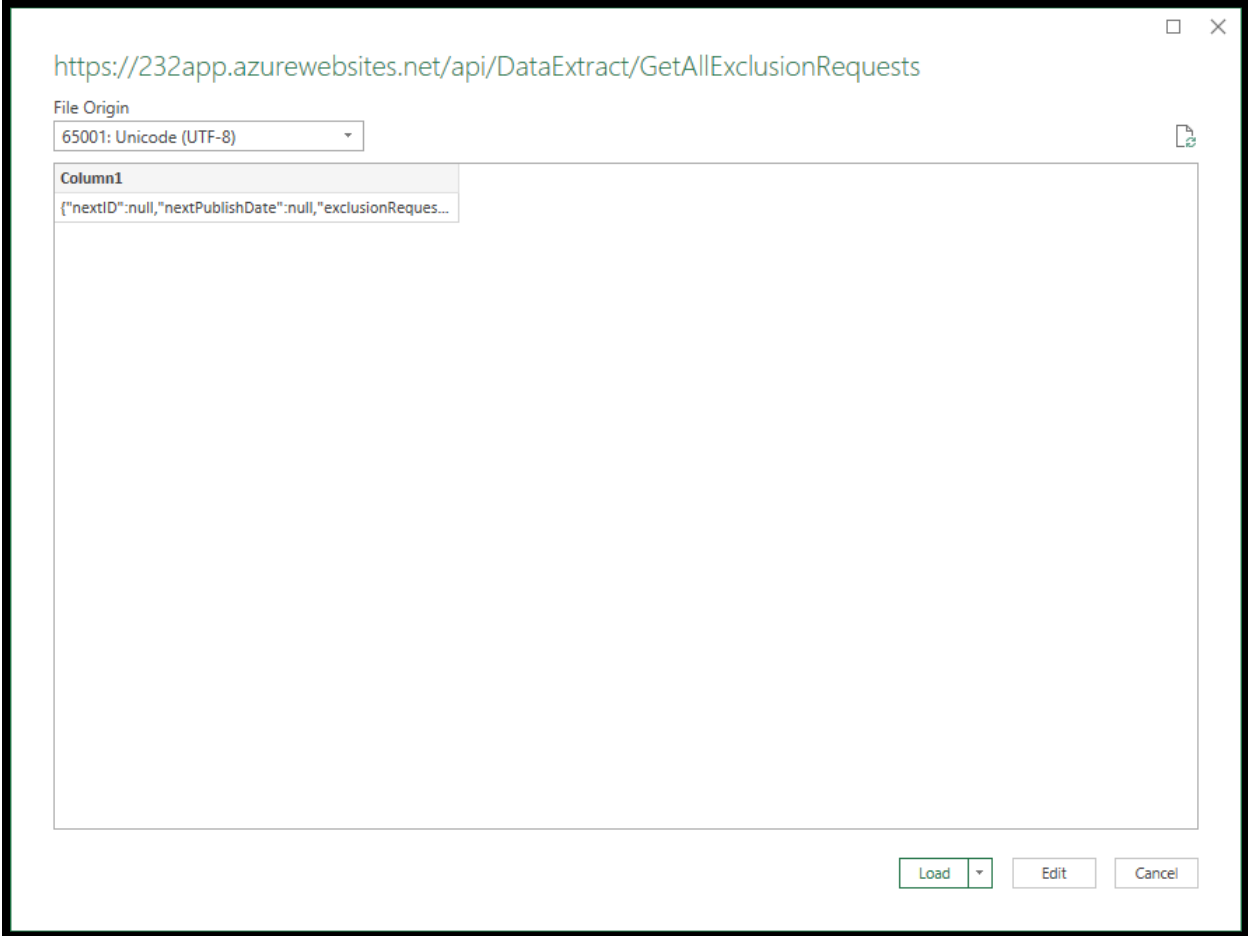 https://232app.azurewebsites.net/api/DataExtract/GetAllExclusionRequests
File Origin
65001: Unicode (UTF-8)
Column1
{"nextID":null,"nextPublishDate":null,"exclusionReques...
Load
Edit
Cancel